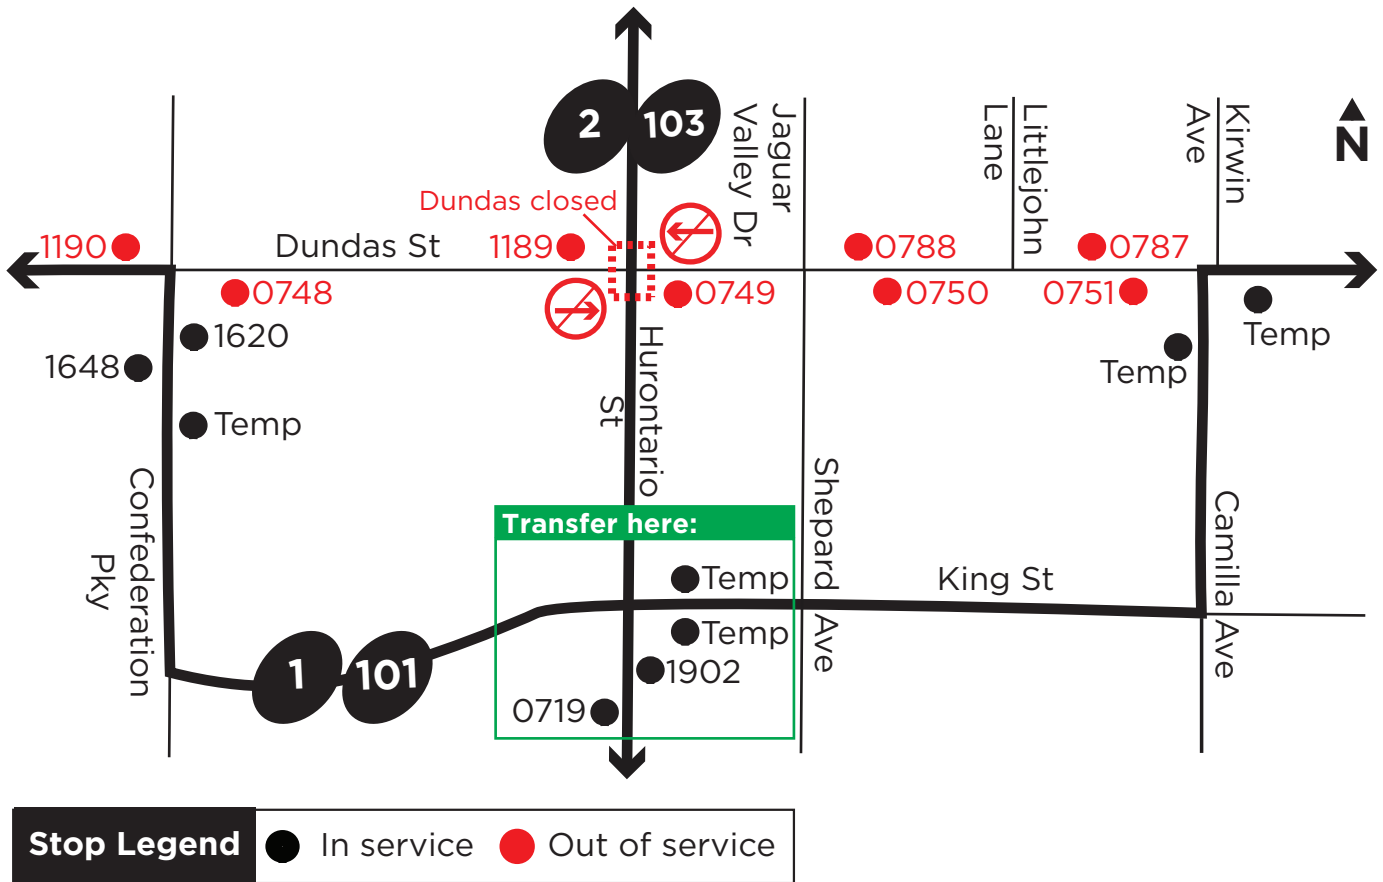 2
103
Jaguar
Valley Dr
Littlejohn
Lane
Kirwin
Ave
N
Dundas closed
1190
Dundas St
1189
0788
0787
0748
0749
0750
0751
1620
1648
Temp
Temp
Temp
Hurontario
St
Confederation
Pky
Transfer here:
Temp
Temp
1902
0719
Shepard
Ave
King St
Camilla
Ave
1
101
Stop Legend
In service
Out of service